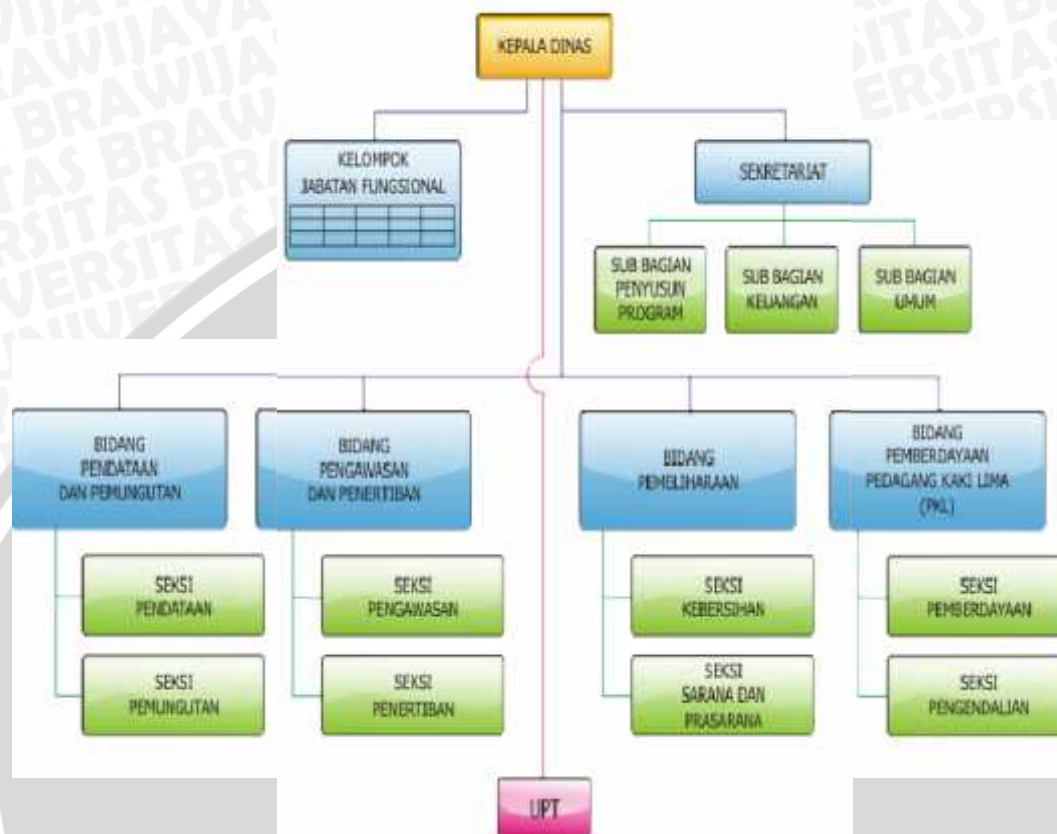 KEPALA DINAS
KELOMPOK
JABATAN FUNGSIONAL
SEKRETARIAT
SUB BAGIAN
PENYUSUN
PROGRAM
SUB BAGIAN
KEUANGAN
SUB BAGIAN
UMUM
BIDANG
PENDATAAN
DAN PEMUNGUTAN
BIDANG
PENGAWASAN
DAN PENERTIBAN
BIDANG
PEMELIHARAAN
BIDANG
PEMBERDAYAAN
PEDAGANG KAKI LIMA
(PKL)
SEKSI
PENDATAAN
SEKSI
PENGAWASAN
SEKSI
KEBERSIHAN
SEKSI
PEMBERDAYAAN
SEKSI
PEMUNGUTAN
SEKSI
PENERTIBAN
SEKSI
SARANA DAN
PRASARANA
SEKSI
PENGENDALIAN
UPT